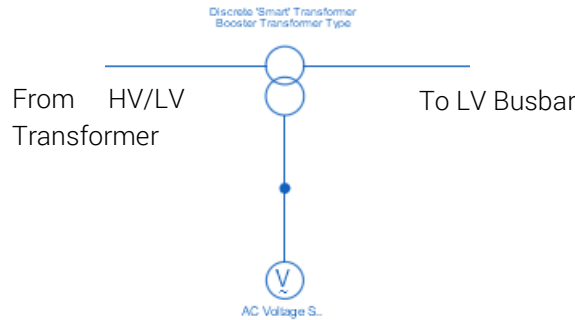 Discrete 'Smart' Transformer
Booster Transformer Type
From HV/LV
Transformer
To LV Busbar
V
~
AC Voltage S..